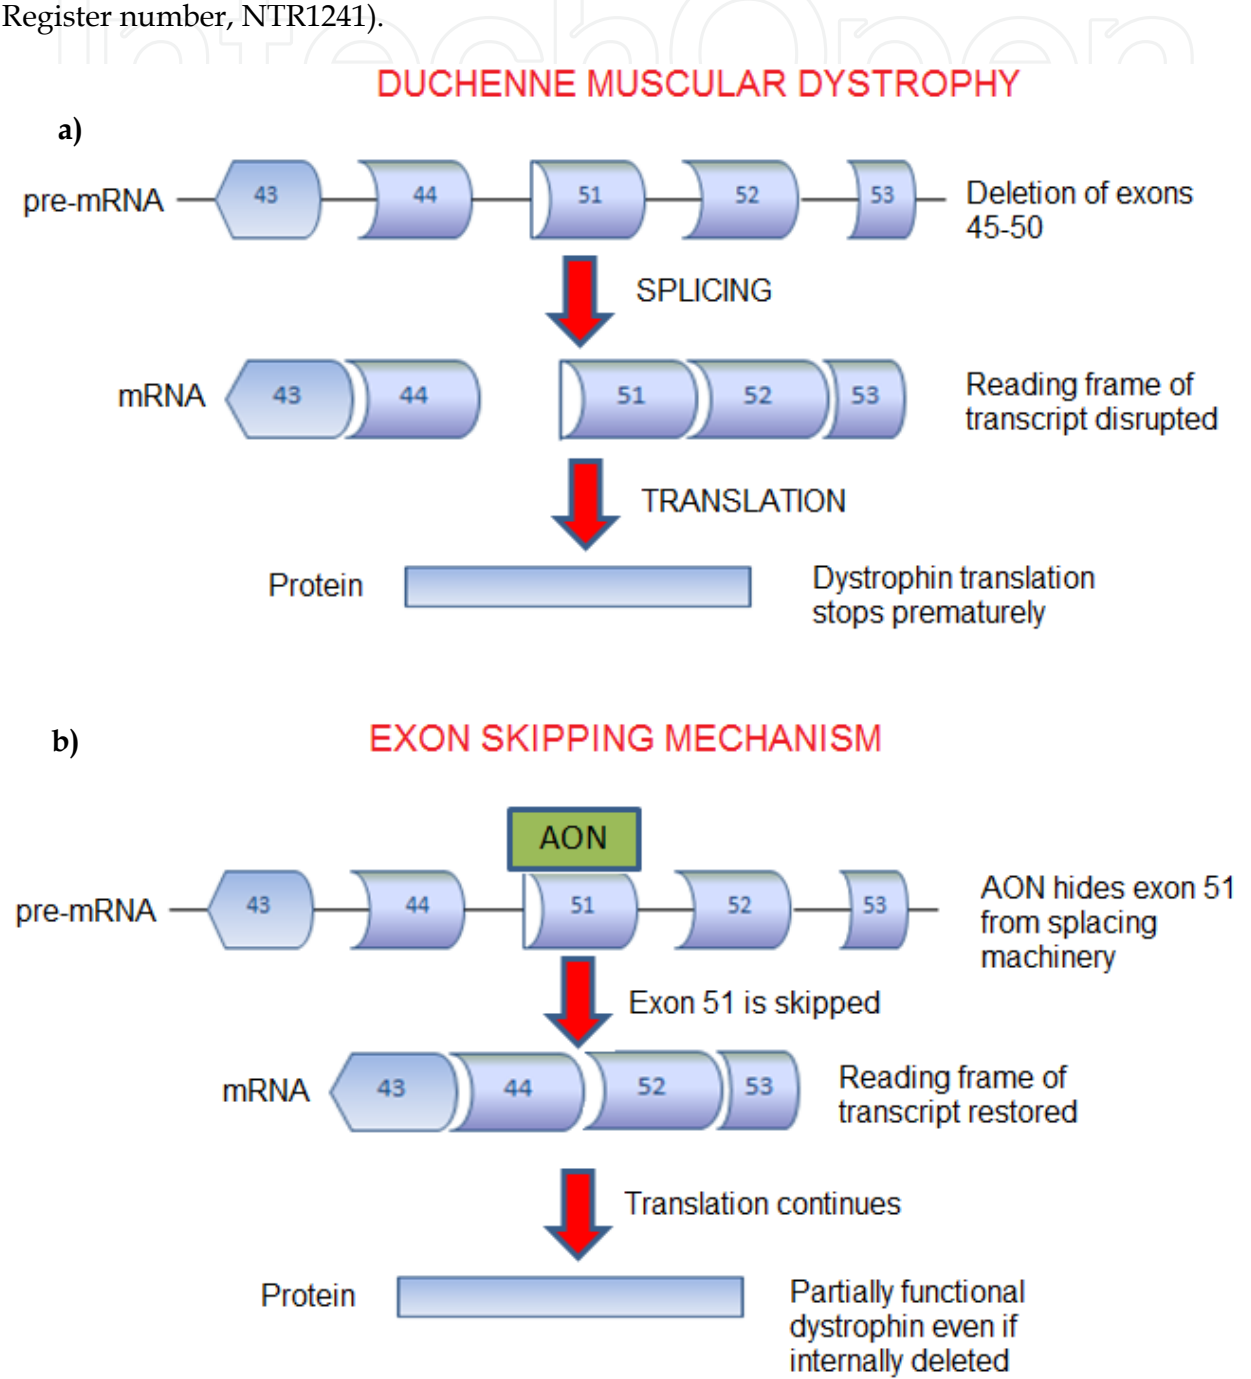 Register number, NTR1241).
IntechOpen
DUCHENNE MUSCULAR DYSTROPHY
a)
pre-mRNA 43 44 51 52 53 Deletion of exons
45-50
SPLICING
mRNA 43 44 51 52 53 Reading frame of
transcript disrupted
TRANSLATION
Protein Dystrophin translation
stops prematurely
b) EXON SKIPPING MECHANISM
AON
pre-mRNA 43 44 51 52 53 AON hides exon 51
from splacing
machinery
Exon 51 is skipped
mRNA 43 44 52 53 Reading frame of
transcript restored
Translation continues
Protein Partially functional
dystrophin even if
internally deleted